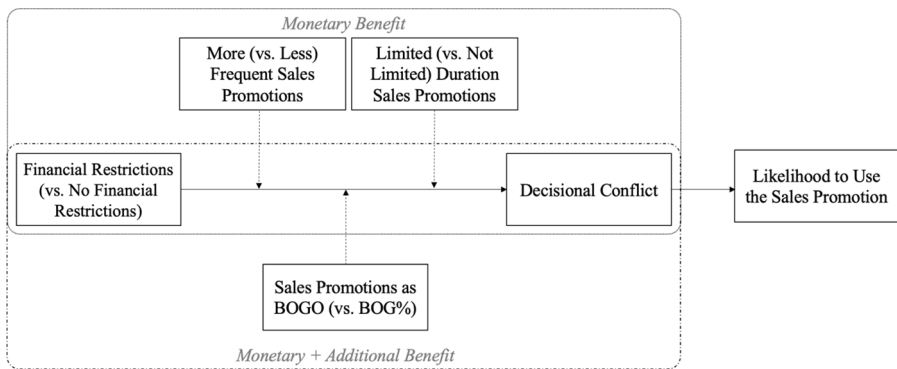 Monetary Benefit
More (vs. Less)
Frequent Sales
Promotions
Limited (vs. Not
Limited) Duration
Sales Promotions
Financial Restrictions
(vs. No Financial
Restrictions)
Decisional Conflict
Likelihood to Use
the Sales Promotion
Sales Promotions as
BOGO (vs. BOG%)
Monetary + Additional Benefit